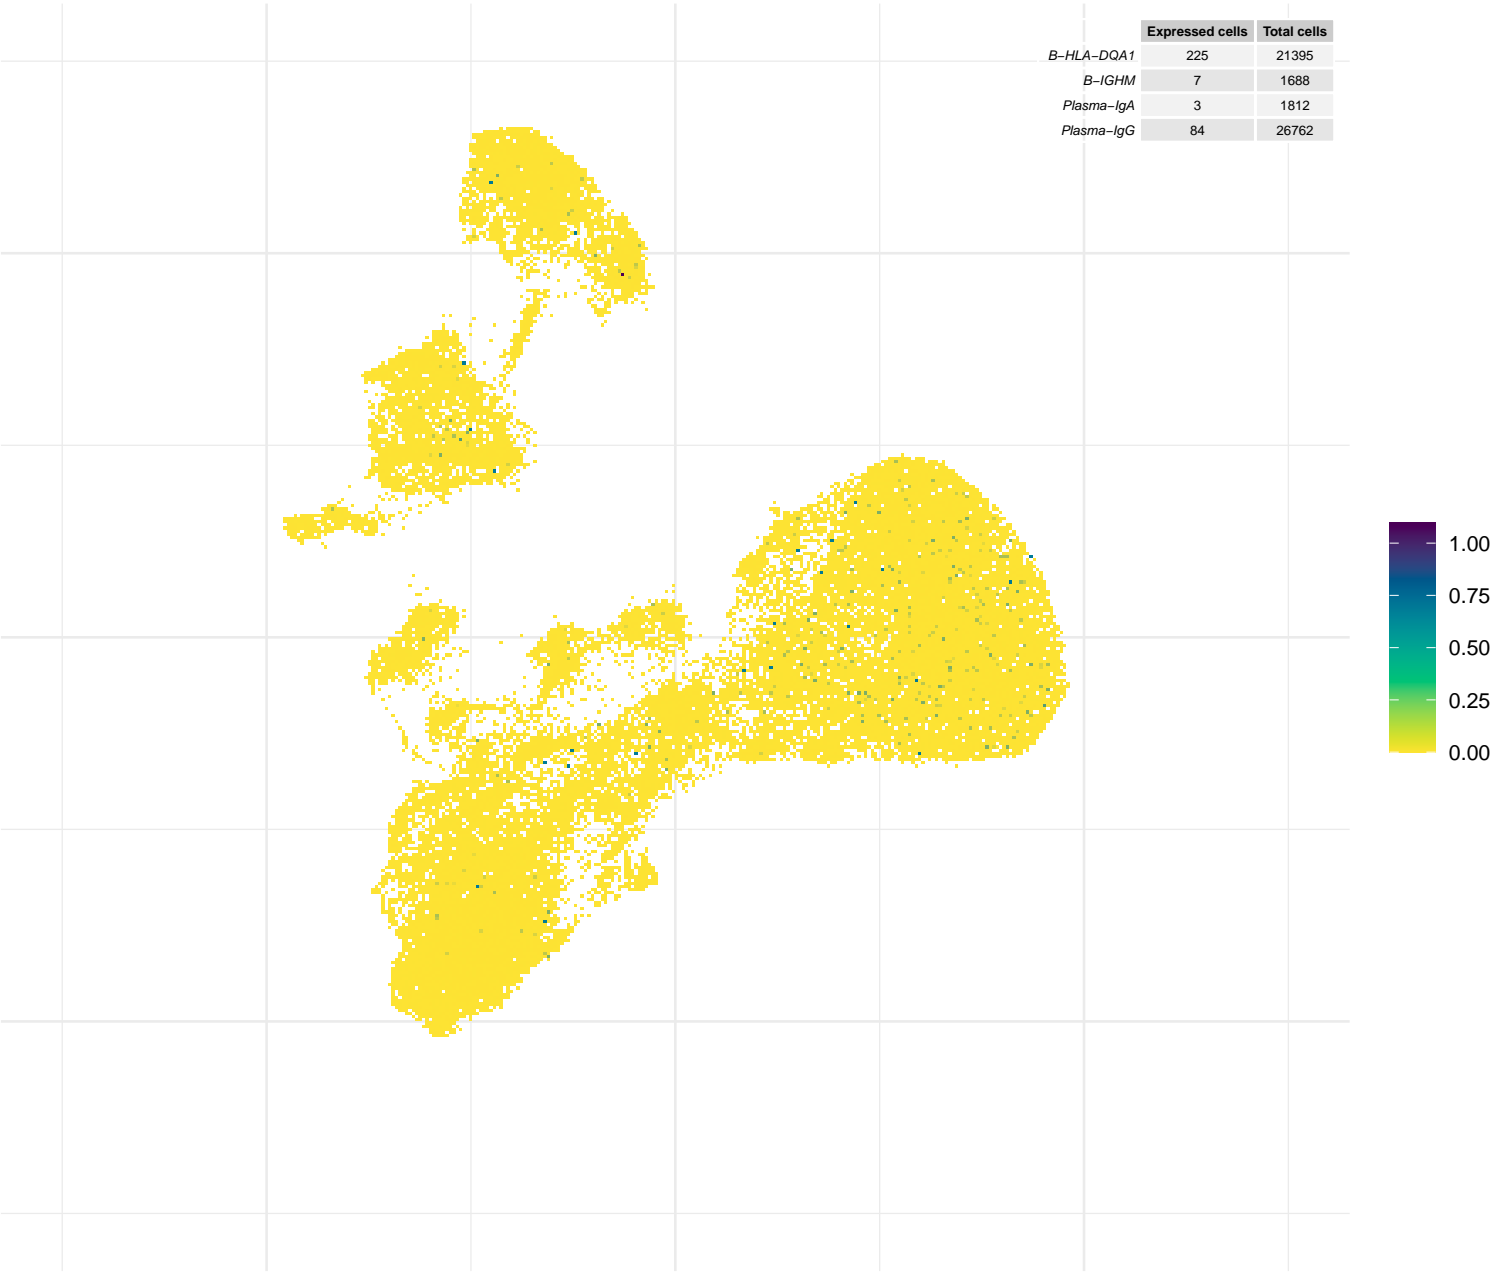 Expressed cells Total cells
B−HLA−DQA1 225 21395
B−IGHM 7 1688
Plasma−IgA 3 1812
Plasma−IgG 84 26762
1.00
0.75
0.50
0.25
0.00